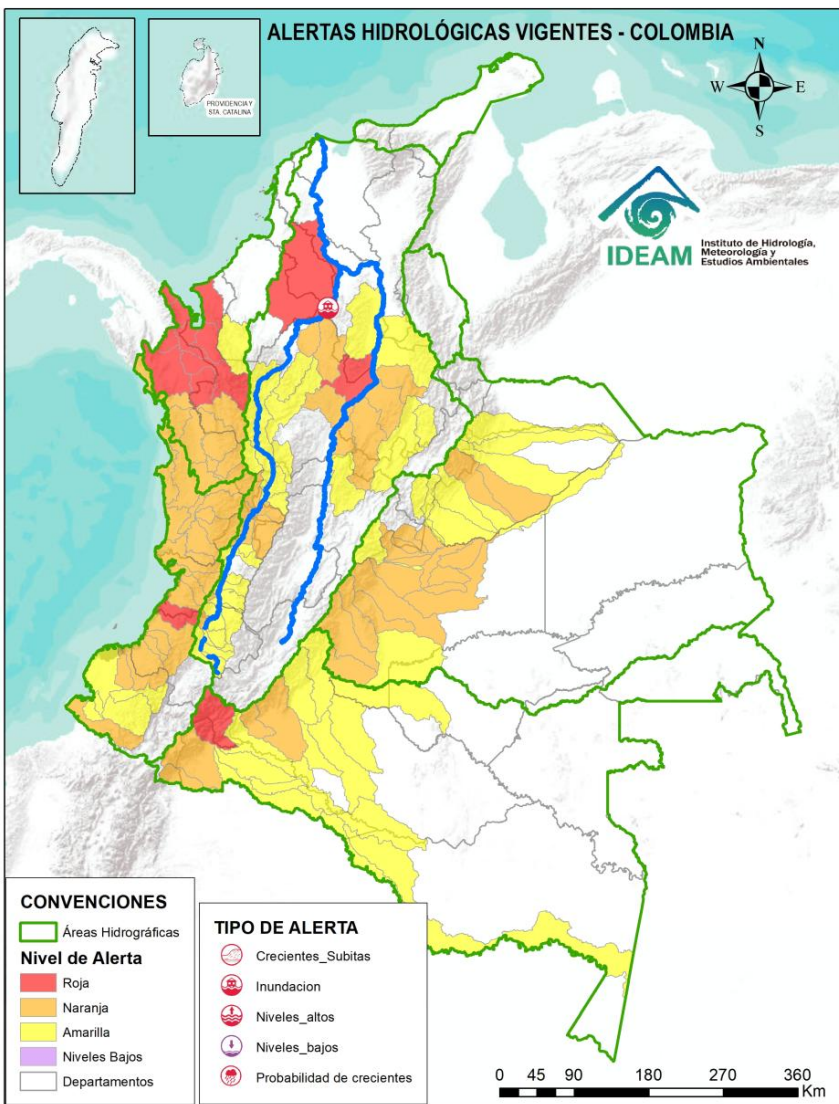 ALERTAS HIDROLÓGICAS VIGENTES - COLOMBIA
PROVIDENCIA Y
STA. CATALINA
N
W
E
S
IDEAM
Instituto de Hidrología,
Meteorología y
Estudios Ambientales
CONVENCIONES
Áreas Hidrográficas
Nivel de Alerta
Roja
Naranja
Amarilla
Niveles Bajos
Departamentos
TIPO DE ALERTA
Crecientes_Subitas
Inundacion
Niveles_altos
Niveles_bajos
Probabilidad de crecientes
0 45 90 180 270 360
Km